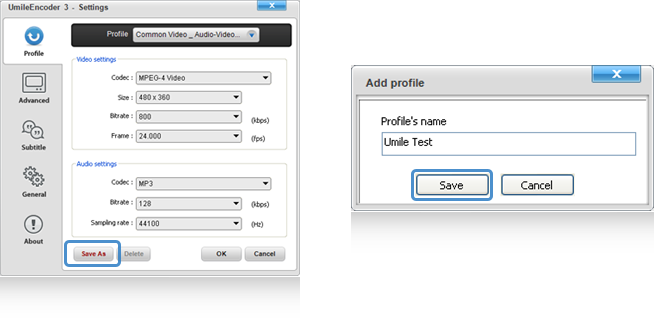 UmileEncoder 3 - Settings
Profile
Advanced
Subtitle
General
About
Profile Common Video _ Audio-Video...
Video settings
Codec : MPEG-4 Video
Size : 480 x 360
Bitrate : 800 (kbps)
Frame : 24.000 (fps)
Audio settings
Codec : MP3
Bitrate : 128 (kbps)
Sampling rate : 44100 (Hz)
Save As Delete OK Cancel
Add profile
Profile's name
Umile Test
Save Cancel